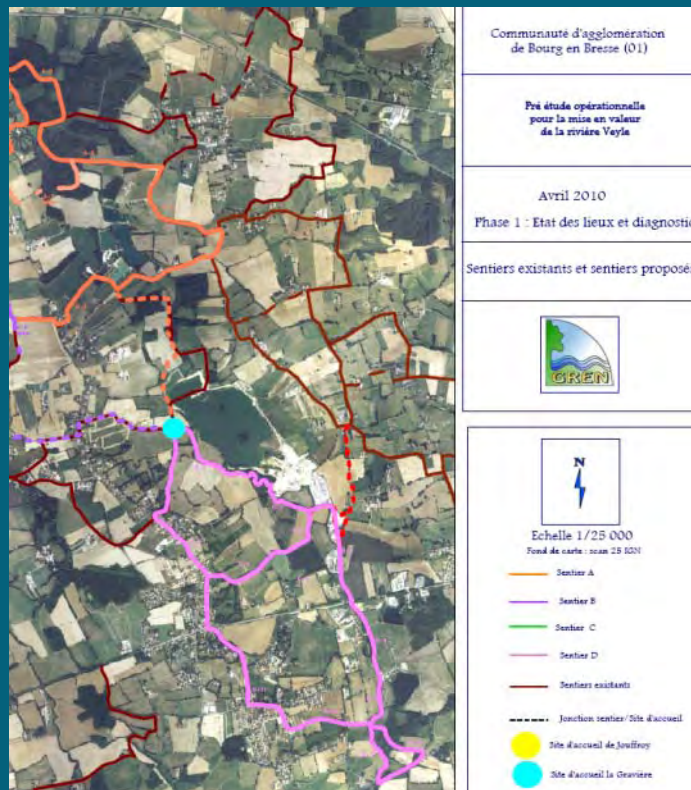 Communauté d'agglomération
de Bourg en Bresse (01)
Pré étude opérationnelle
pour la mise en valeur
de la rivière Veyle
Avril 2010
Phase 1 : Etat des lieux et diagnostic
Sentiers existants et sentiers proposés
GREN
N
Echelle 1/25 000
Fond de carte : scan 25 IGN
Sentier A
Sentier B
Sentier C
Sentier D
Sentiers existants
Jonction sentier/Site d'accueil
Site d'accueil de Jouffroy
Site d'accueil la Gravière